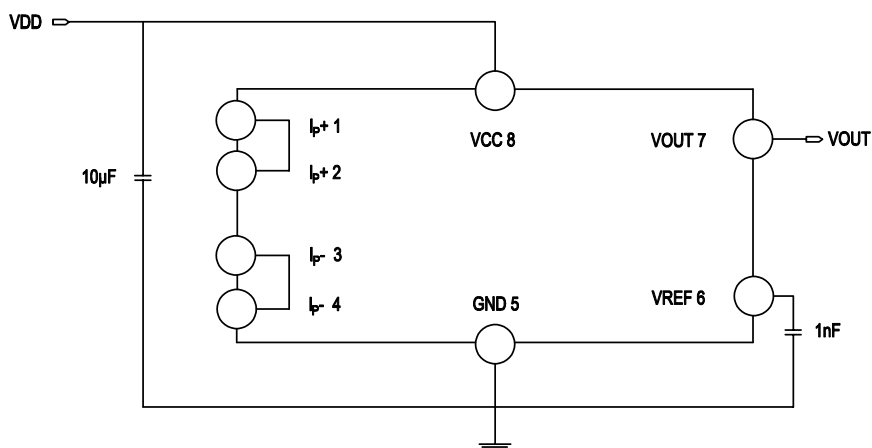 VDD
Iₚ+ 1
VCC 8
VOUT 7
VOUT
Iₚ+ 2
10µF
Iₚ- 3
Iₚ- 4
GND 5
VREF 6
1nF